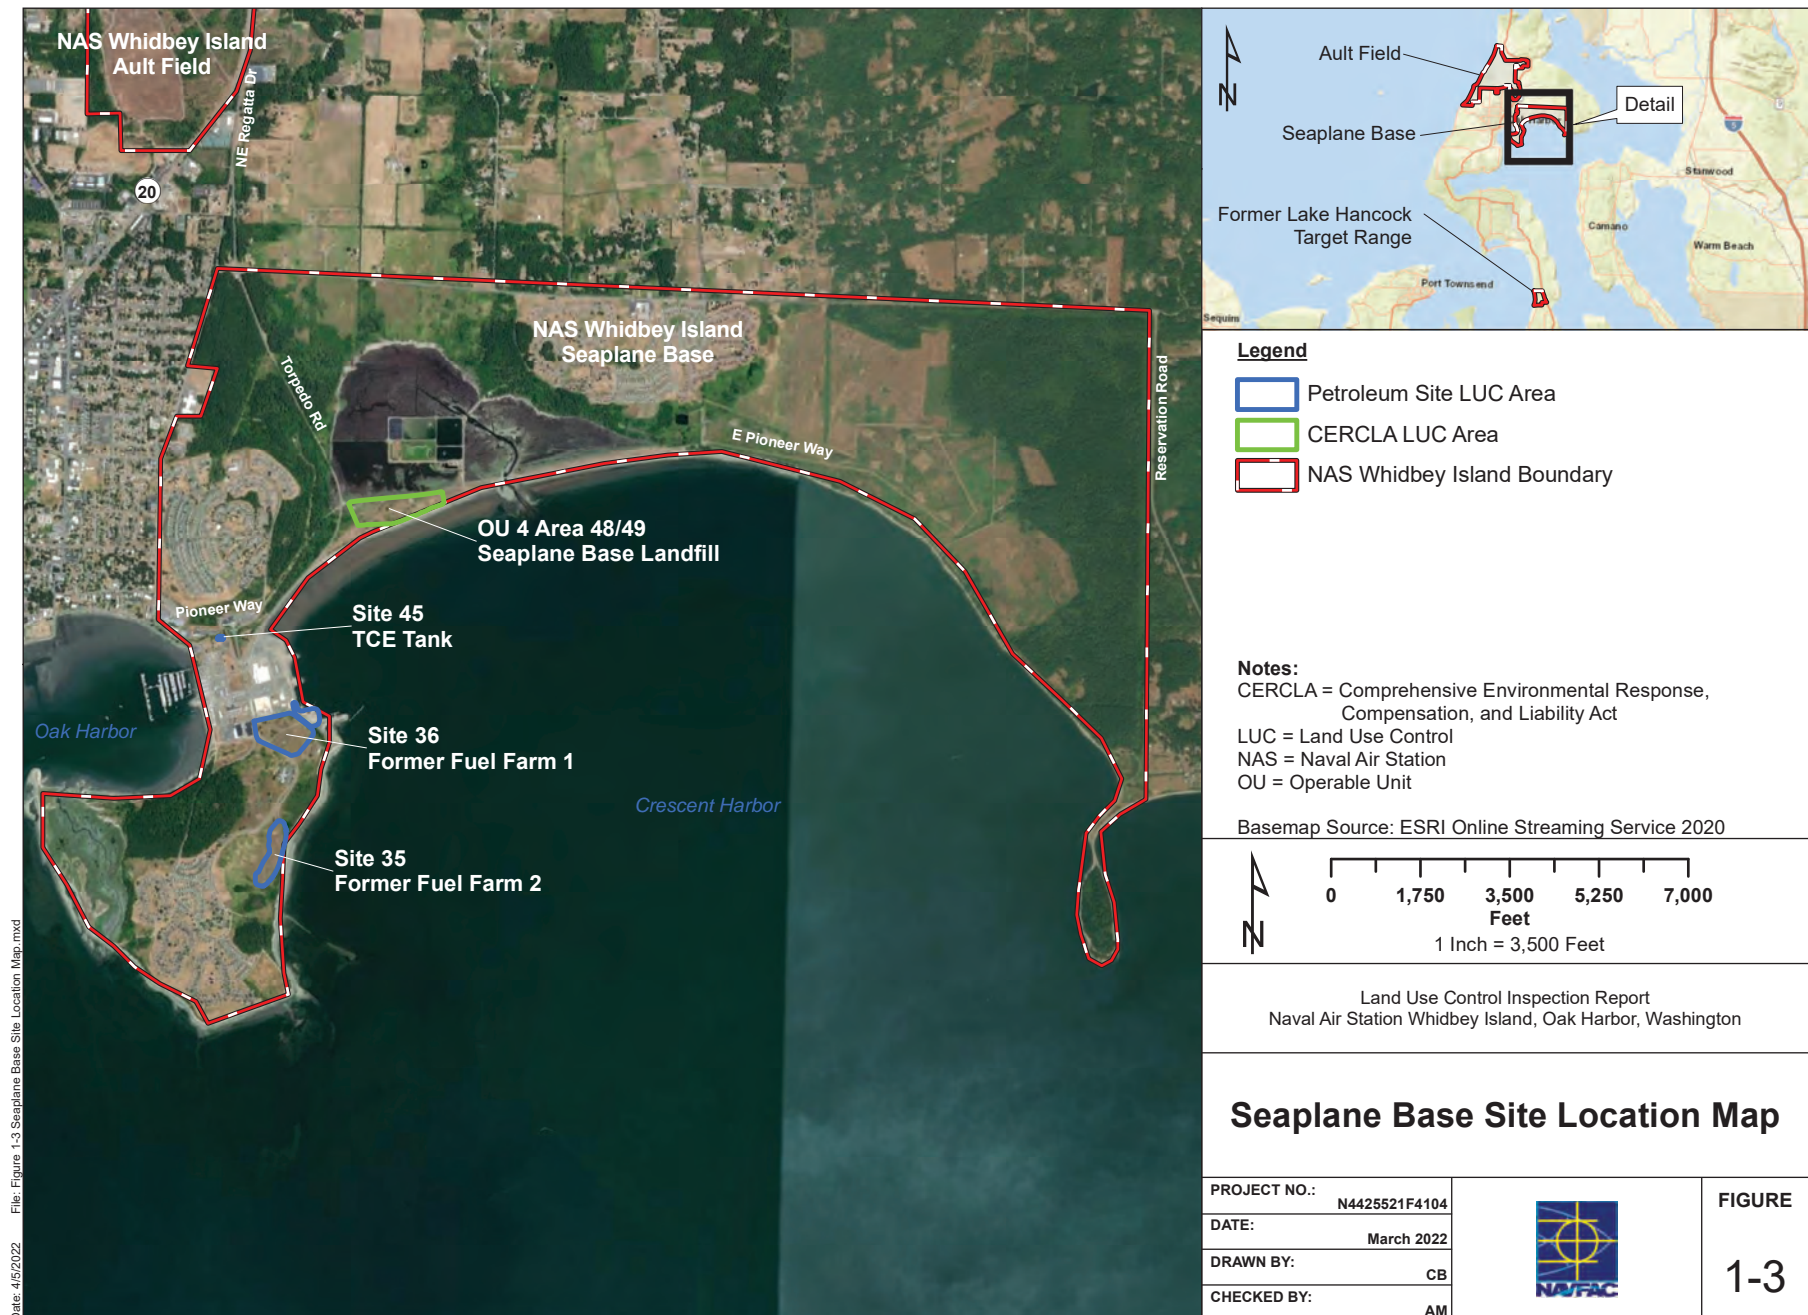 NAS Whidbey Island
Ault Field
NE Regatta Dr
20
NAS Whidbey Island
Seaplane Base
Torpedo Rd
E Pioneer Way
Reservation Road
OU 4 Area 48/49
Seaplane Base Landfill
Pioneer Way
Site 45
TCE Tank
Oak Harbor
Site 36
Former Fuel Farm 1
Crescent Harbor
Site 35
Former Fuel Farm 2
File: Figure 1-3 Seaplane Base Site Location Map.mxd
Date: 4/5/2022
N
Ault Field
Detail
Seaplane Base
5
Stanwood
Former Lake Hancock
Target Range
Camano
Warm Beach
Port Townsend
Sequim
Legend
Petroleum Site LUC Area
CERCLA LUC Area
NAS Whidbey Island Boundary
Notes:
CERCLA = Comprehensive Environmental Response,
Compensation, and Liability Act
LUC = Land Use Control
NAS = Naval Air Station
OU = Operable Unit
Basemap Source: ESRI Online Streaming Service 2020
N
0 1,750 3,500 5,250 7,000
Feet
1 Inch = 3,500 Feet
Land Use Control Inspection Report
Naval Air Station Whidbey Island, Oak Harbor, Washington
Seaplane Base Site Location Map
PROJECT NO.:
N4425521F4104
DATE:
March 2022
DRAWN BY:
CB
CHECKED BY:
AM
NAVFAC
FIGURE
1-3